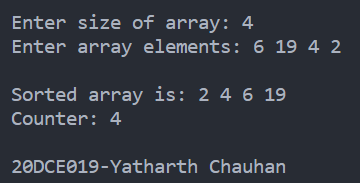 Enter size of array: 4
Enter array elements: 6 19 4 2
Sorted array is: 2 4 6 19
Counter: 4
20DCE019-Yatharth Chauhan